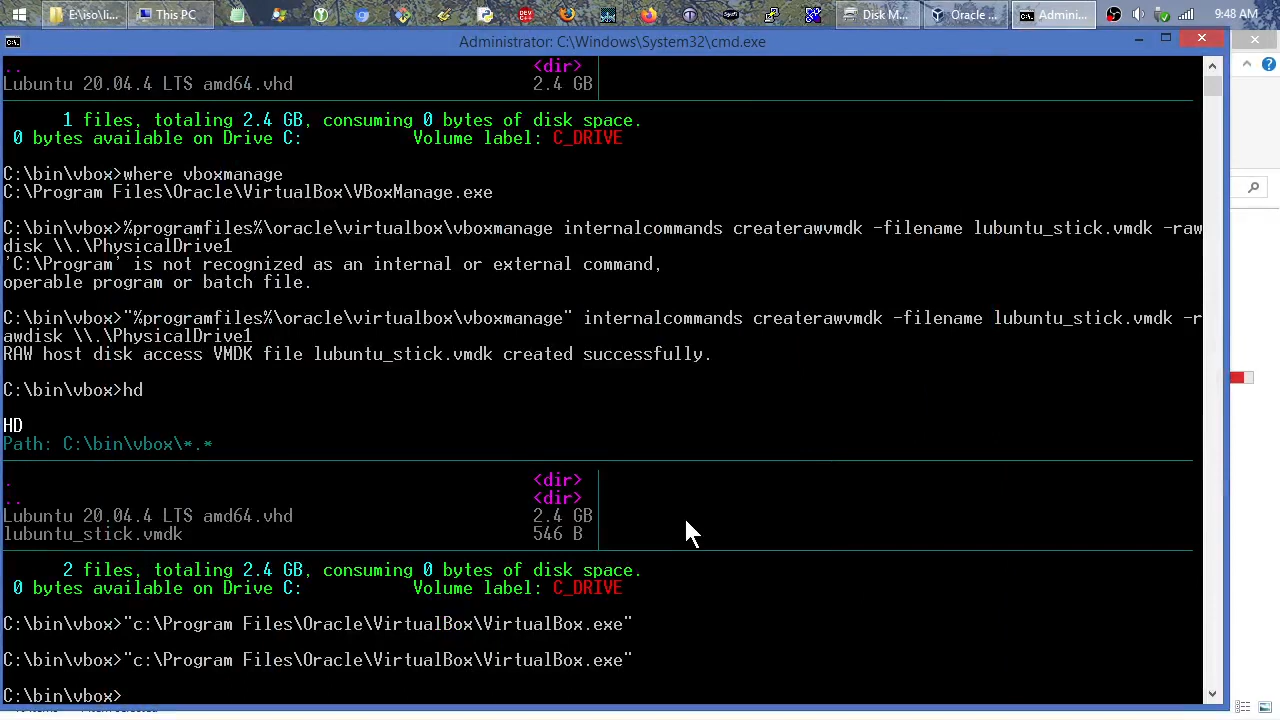 E:\iso\li...
This PC
Disk M...
Oracle ...
Admini...
9:48 AM
Administrator: C:\Windows\System32\cmd.exe
.. <dir>
Lubuntu 20.04.4 LTS amd64.vhd 2.4 GB
1 files, totaling 2.4 GB, consuming 0 bytes of disk space.
0 bytes available on Drive C: Volume label: C_DRIVE
C:\bin\vbox>where vboxmanage
C:\Program Files\Oracle\VirtualBox\VBoxManage.exe
C:\bin\vbox>%programfiles%\oracle\virtualbox\vboxmanage internalcommands createrawvmdk -filename lubuntu_stick.vmdk -raw
disk \\.\PhysicalDrive1
'C:\Program' is not recognized as an internal or external command,
operable program or batch file.
C:\bin\vbox>"%programfiles%\oracle\virtualbox\vboxmanage" internalcommands createrawvmdk -filename lubuntu_stick.vmdk -r
awdisk \\.\PhysicalDrive1
RAW host disk access VMDK file lubuntu_stick.vmdk created successfully.
C:\bin\vbox>hd
HD
Path: C:\bin\vbox\*.*
. <dir>
.. <dir>
Lubuntu 20.04.4 LTS amd64.vhd 2.4 GB
lubuntu_stick.vmdk 546 B
2 files, totaling 2.4 GB, consuming 0 bytes of disk space.
0 bytes available on Drive C: Volume label: C_DRIVE
C:\bin\vbox>"c:\Program Files\Oracle\VirtualBox\VirtualBox.exe"
C:\bin\vbox>"c:\Program Files\Oracle\VirtualBox\VirtualBox.exe"
C:\bin\vbox>